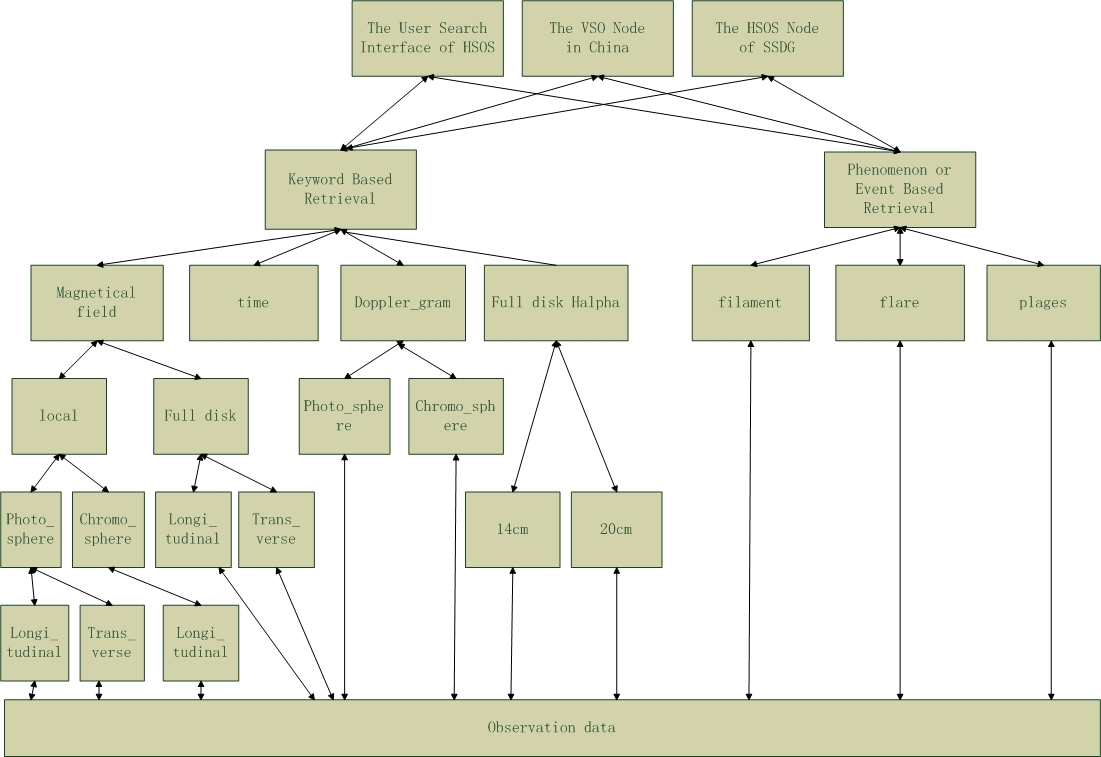 The User Search
Interface of HSOS
The VSO Node
in China
The HSOS Node
of SSDG
Keyword Based
Retrieval
Phenomenon or
Event Based
Retrieval
Magnetical
field
time
Doppler_gram
Full disk Halpha
filament
flare
plages
local
Full disk
Photo_sphe
re
Chromo_sph
ere
Photo_
sphere
Chromo_
sphere
Longi_
tudinal
Trans_
verse
14cm
20cm
Longi_
tudinal
Trans_
verse
Longi_
tudinal
Observation data